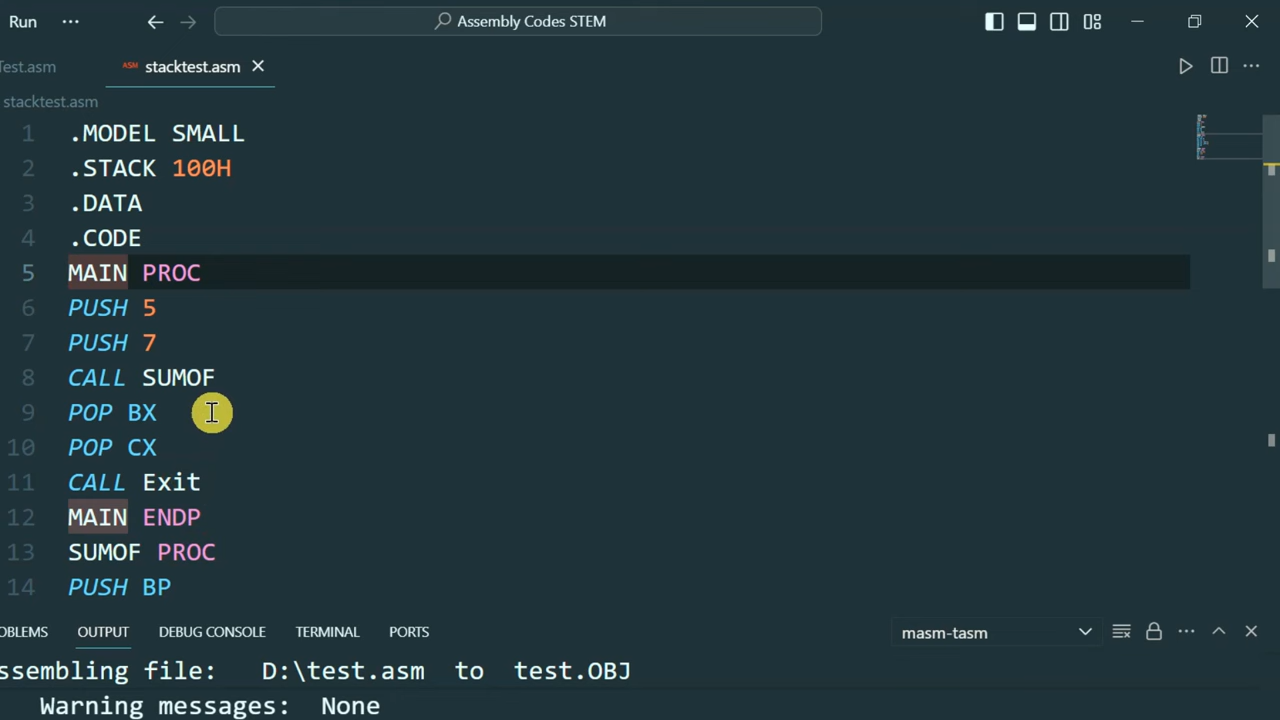 Run ··· Assembly Codes STEM
Test.asm ASM stacktest.asm
stacktest.asm
1 .MODEL SMALL
2 .STACK 100H
3 .DATA
4 .CODE
5 MAIN PROC
6 PUSH 5
7 PUSH 7
8 CALL SUMOF
9 POP BX
10 POP CX
11 CALL Exit
12 MAIN ENDP
13 SUMOF PROC
14 PUSH BP
OBLEMS OUTPUT DEBUG CONSOLE TERMINAL PORTS masm-tasm
ssembling file: D:\test.asm to test.OBJ
Warning messages: None